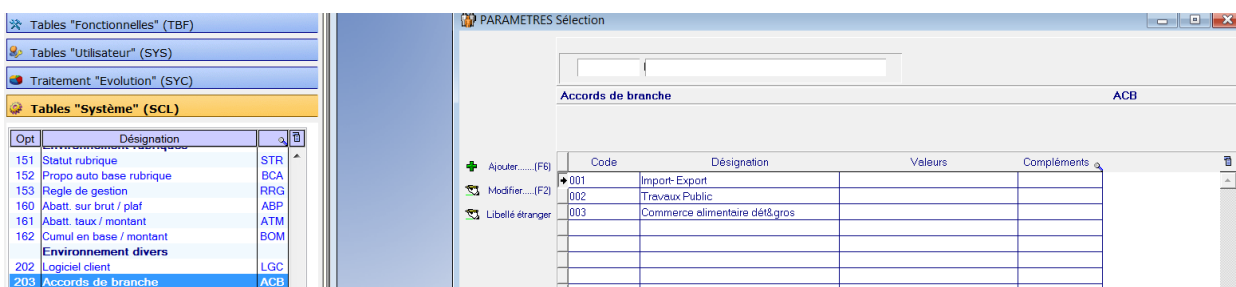 Tables "Fonctionnelles" (TBF)
Tables "Utilisateur" (SYS)
Traitement "Evolution" (SYC)
Tables "Système" (SCL)
Opt Désignation
Environnement rubriques
151 Statut rubrique STR
152 Propo auto base rubrique BCA
153 Regle de gestion RRG
160 Abatt. sur brut / plaf ABP
161 Abatt. taux / montant ATM
162 Cumul en base / montant BOM
Environnement divers
202 Logiciel client LGC
203 Accords de branche ACB
PARAMETRES Sélection
Accords de branche ACB
Ajouter......(F6)
Modifier.....(F2)
Libellé étranger
Code Désignation Valeurs Compléments
001 Import- Export
002 Travaux Public
003 Commerce alimentaire dét&gros